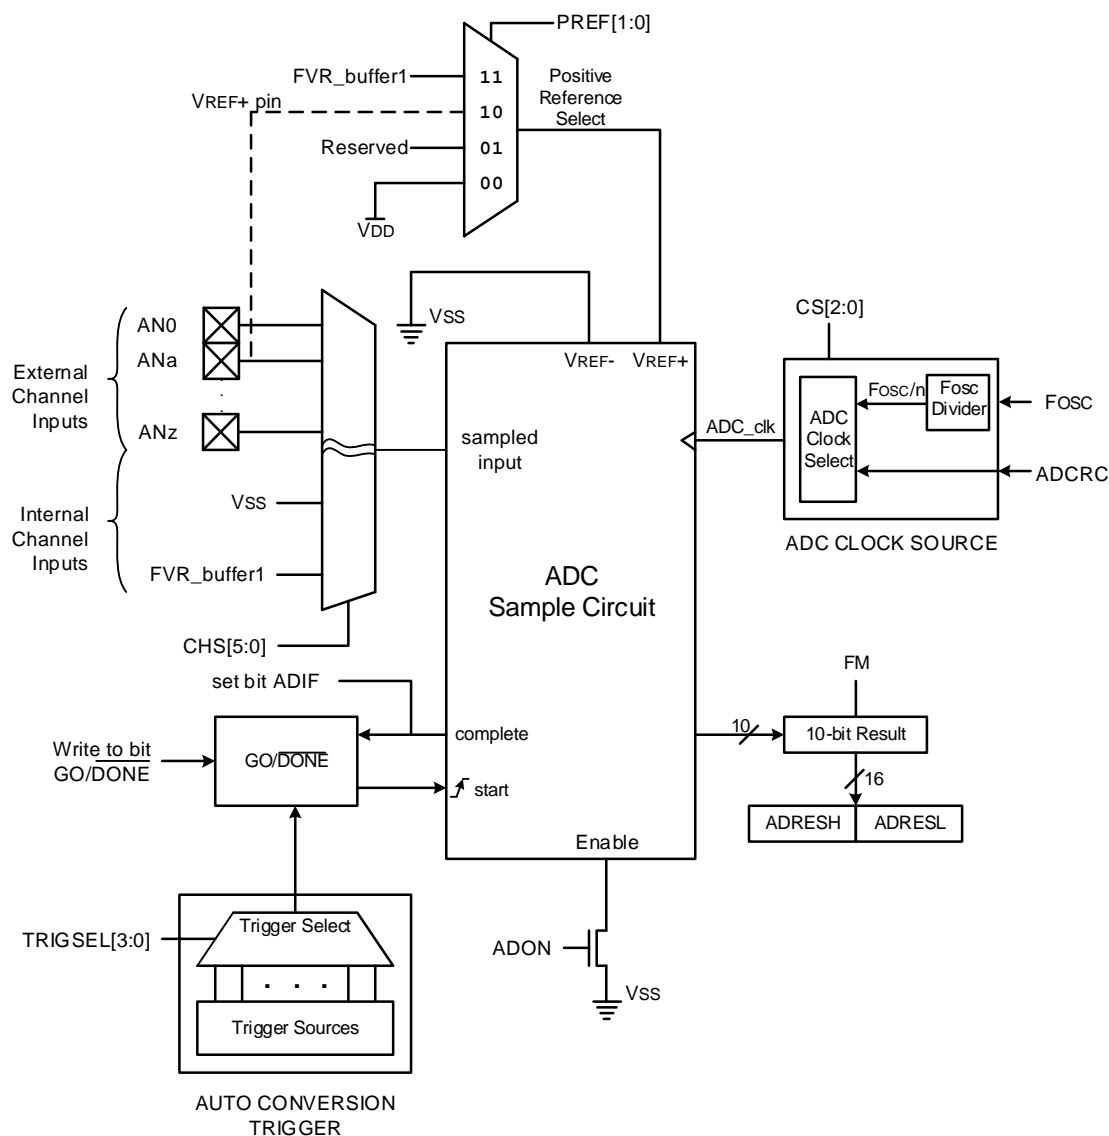 PREF[1:0]
FVR_buffer1
11
Positive
Reference
Select
VREF+ pin
10
Reserved
01
00
VDD
VSS
CS[2:0]
External
Channel
Inputs
AN0
ANa
ANz
VREF-
VREF+
FOSC/n
Fosc
Divider
FOSC
ADC
Clock
Select
ADC_clk
ADCRC
ADC CLOCK SOURCE
sampled
input
Internal
Channel
Inputs
VSS
FVR_buffer1
CHS[5:0]
ADC
Sample Circuit
set bit ADIF
FM
Write to bit
GO/DONE
GO/DONE
complete
start
10
10-bit Result
16
ADRESH
ADRESL
Enable
TRIGSEL[3:0]
Trigger Select
. . .
Trigger Sources
ADON
VSS
AUTO CONVERSION
TRIGGER